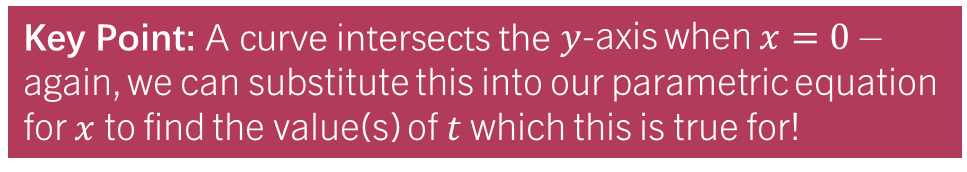 Key Point: A curve intersects the y-axis when x = 0 –
again, we can substitute this into our parametric equation
for x to find the value(s) of t which this is true for!